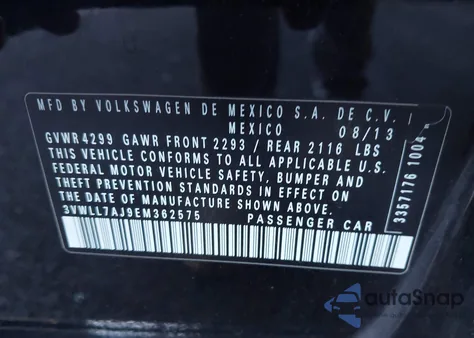 MFD BY VOLKSWAGEN DE MEXICO S.A. DE C.V.
MEXICO 08/13
GVWR4299 GAWR FRONT 2293 / REAR 2116 LBS
THIS VEHICLE CONFORMS TO ALL APPLICABLE U.S.
FEDERAL MOTOR VEHICLE SAFETY, BUMPER AND
THEFT PREVENTION STANDARDS IN EFFECT ON
THE DATE OF MANUFACTURE SHOWN ABOVE.
3VWLL7AJ9EM362575 PASSENGER CAR
3357176 1004
autoSnap